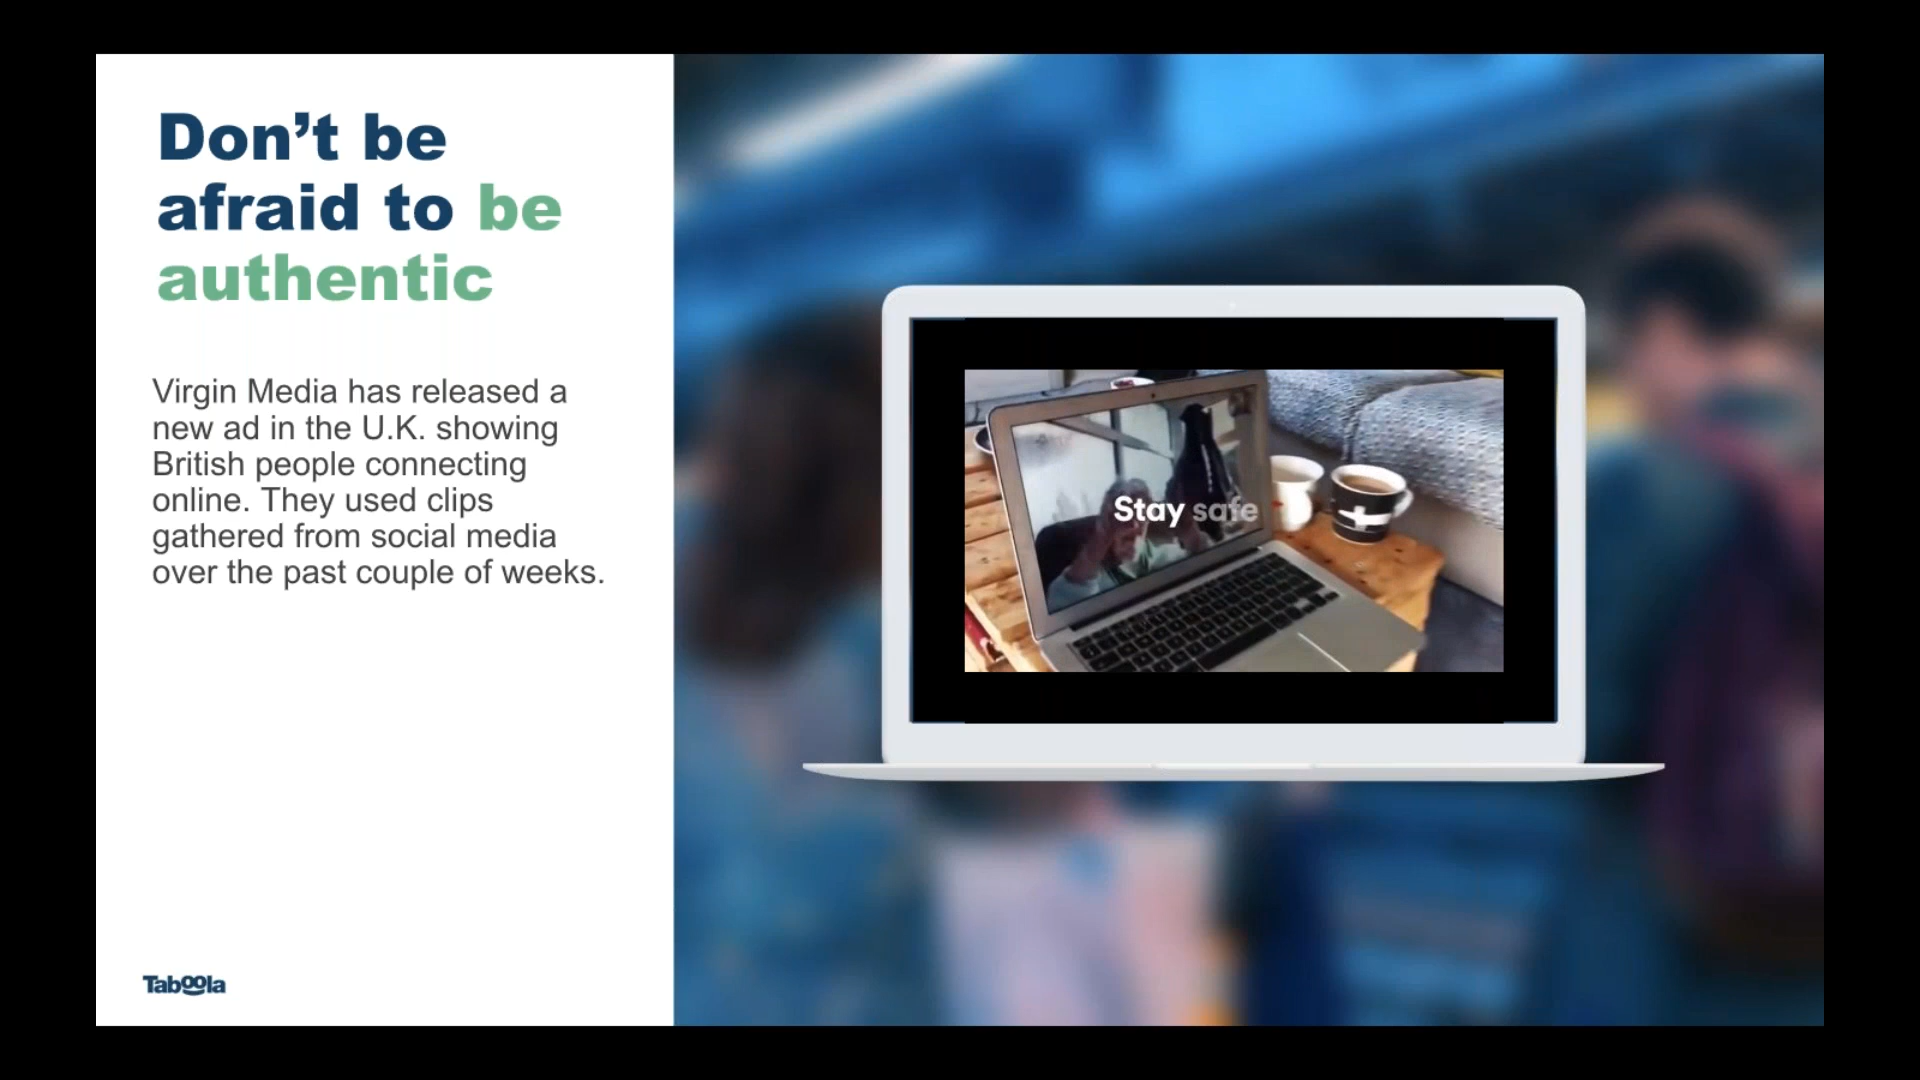 Don’t be
afraid to be
authentic
Virgin Media has released a
new ad in the U.K. showing
British people connecting
online. They used clips
gathered from social media
over the past couple of weeks.
Stay safe
Taboola